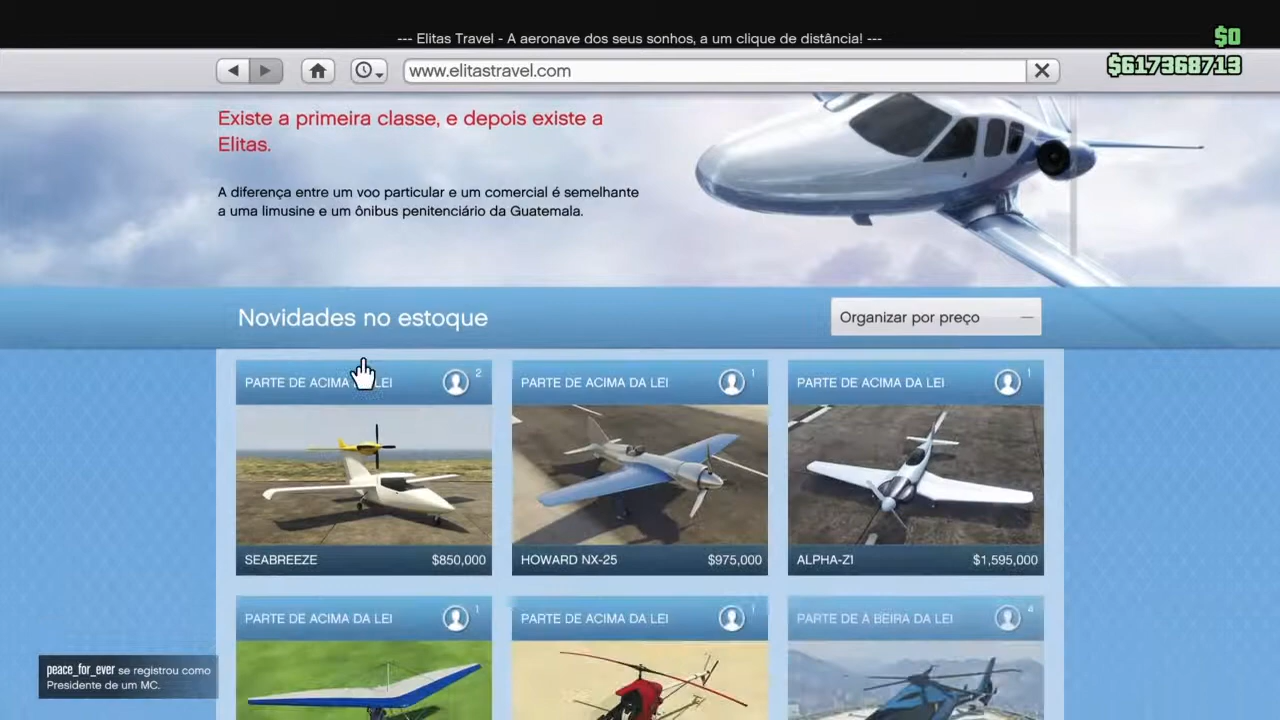 --- Elitas Travel - A aeronave dos seus sonhos, a um clique de distância! ---
$0
$617368713
www.elitastravel.com
Existe a primeira classe, e depois existe a
Elitas.
A diferença entre um voo particular e um comercial é semelhante
a uma limusine e um ônibus penitenciário da Guatemala.
Novidades no estoque
Organizar por preço
PARTE DE ACIMA LEI 2
PARTE DE ACIMA DA LEI 1
PARTE DE ACIMA DA LEI 1
SEABREEZE $850,000
HOWARD NX-25 $975,000
ALPHA-Z1 $1,595,000
PARTE DE ACIMA DA LEI 1
PARTE DE ACIMA DA LEI 1
PARTE DE À BEIRA DA LEI 4
peace_for_ever se registrou como
Presidente de um MC.